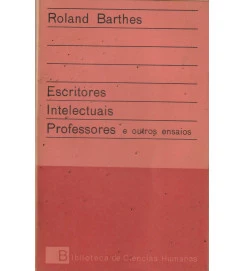 Roland Barthes
Escritores
Intelectuais
Professores e outros ensaios
Biblioteca de Ciências Humanas